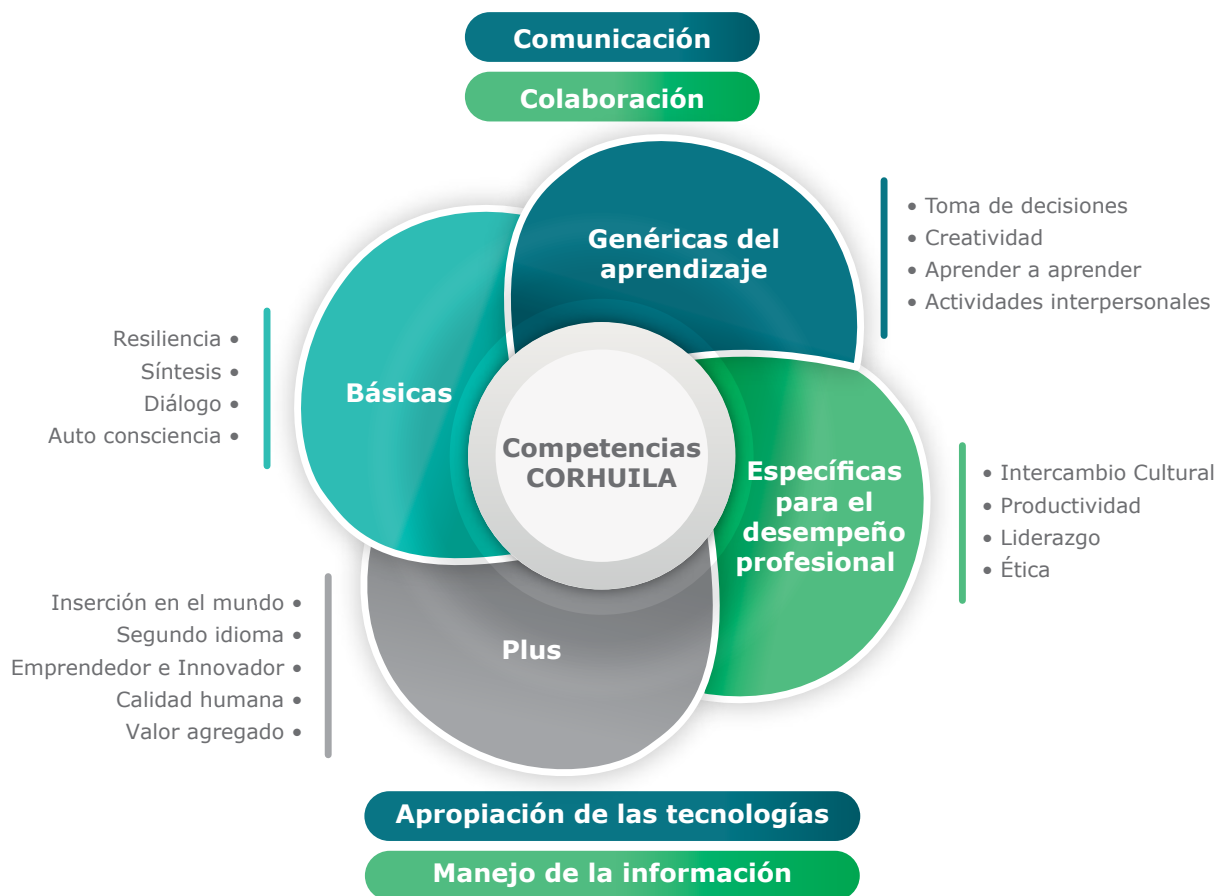 Comunicación
Colaboración
Genéricas del
aprendizaje
• Toma de decisiones
• Creatividad
• Aprender a aprender
• Actividades interpersonales
Resiliencia •
Síntesis •
Diálogo •
Auto consciencia •
Básicas
Competencias
CORHUILA
Específicas
para el
desempeño
profesional
• Intercambio Cultural
• Productividad
• Liderazgo
• Ética
Inserción en el mundo •
Segundo idioma •
Emprendedor e Innovador •
Calidad humana •
Valor agregado •
Plus
Apropiación de las tecnologías
Manejo de la información